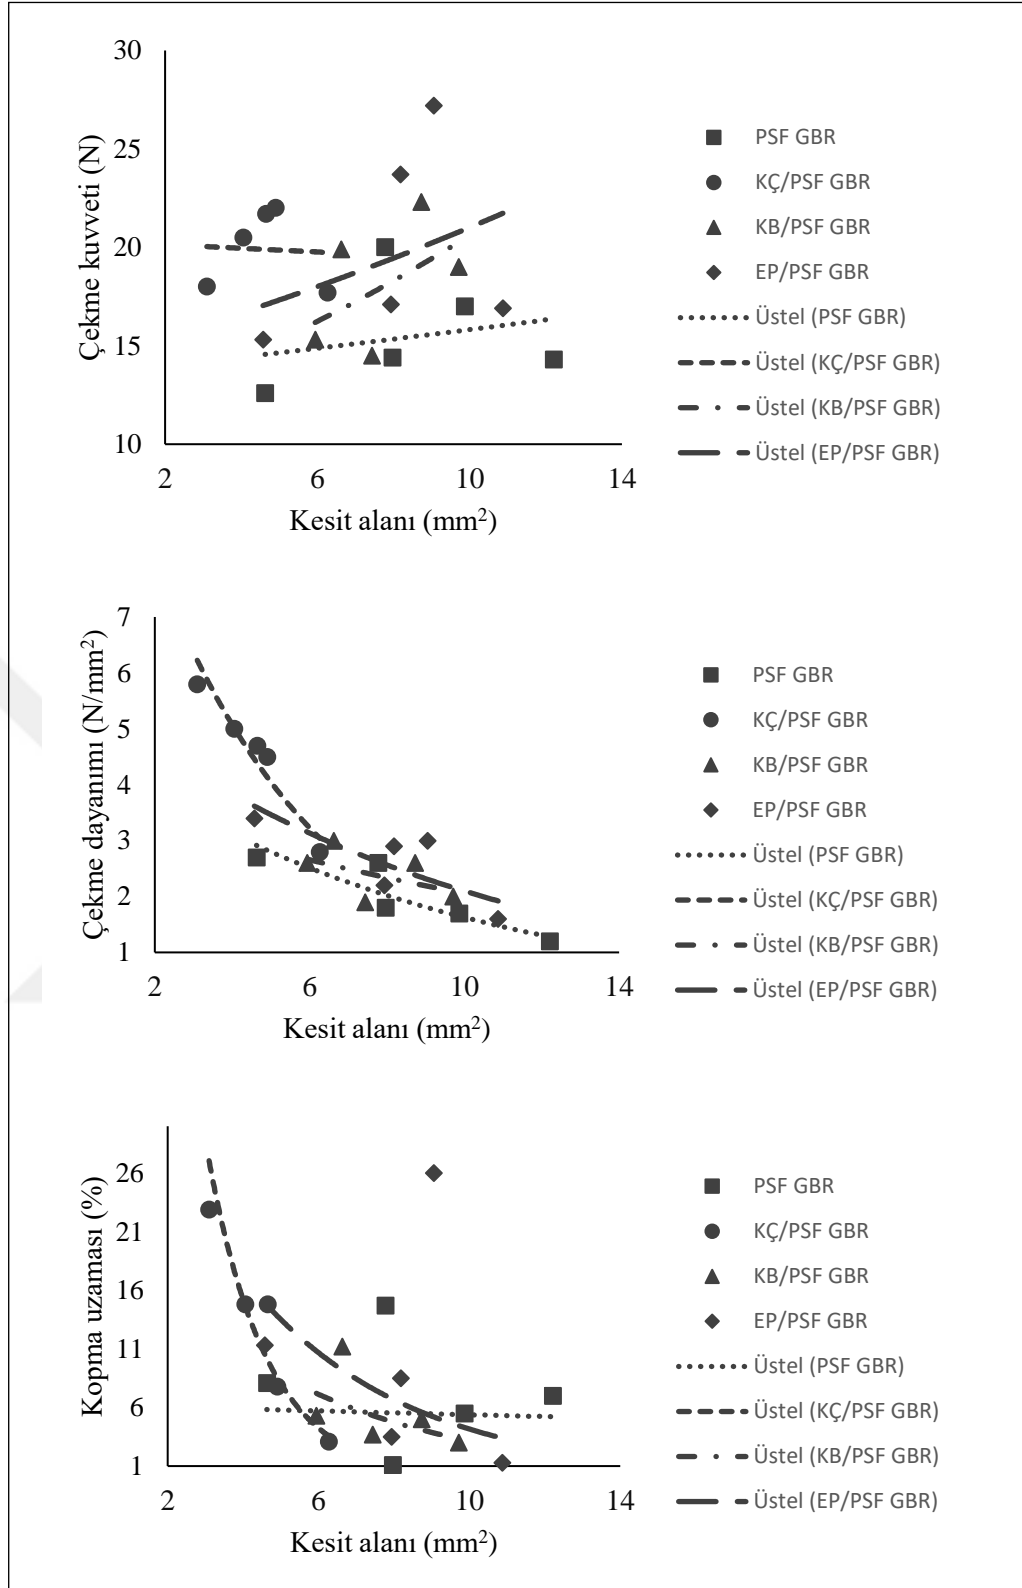 30
25
20
15
10
2 6 10 14
Çekme kuvveti (N)
Kesit alanı (mm²)
PSF GBR
KÇ/PSF GBR
KB/PSF GBR
EP/PSF GBR
Üstel (PSF GBR)
Üstel (KÇ/PSF GBR)
Üstel (KB/PSF GBR)
Üstel (EP/PSF GBR)
7
6
5
4
3
2
1
2 6 10 14
Çekme dayanımı (N/mm²)
Kesit alanı (mm²)
PSF GBR
KÇ/PSF GBR
KB/PSF GBR
EP/PSF GBR
Üstel (PSF GBR)
Üstel (KÇ/PSF GBR)
Üstel (KB/PSF GBR)
Üstel (EP/PSF GBR)
26
21
16
11
6
1
2 6 10 14
Kopma uzaması (%)
Kesit alanı (mm²)
PSF GBR
KÇ/PSF GBR
KB/PSF GBR
EP/PSF GBR
Üstel (PSF GBR)
Üstel (KÇ/PSF GBR)
Üstel (KB/PSF GBR)
Üstel (EP/PSF GBR)